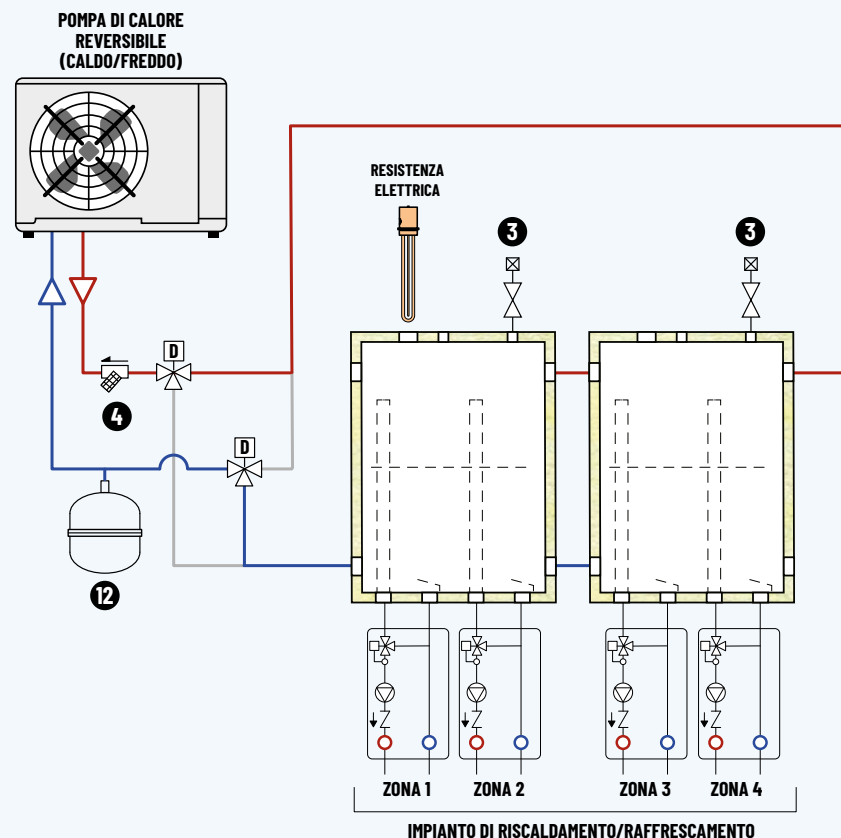 POMPA DI CALORE
REVERSIBILE
(CALDO/FREDDO)
RESISTENZA
ELETTRICA
3
3
D
4
D
12
ZONA 1
ZONA 2
ZONA 3
ZONA 4
IMPIANTO DI RISCALDAMENTO/RAFFRESCAMENTO